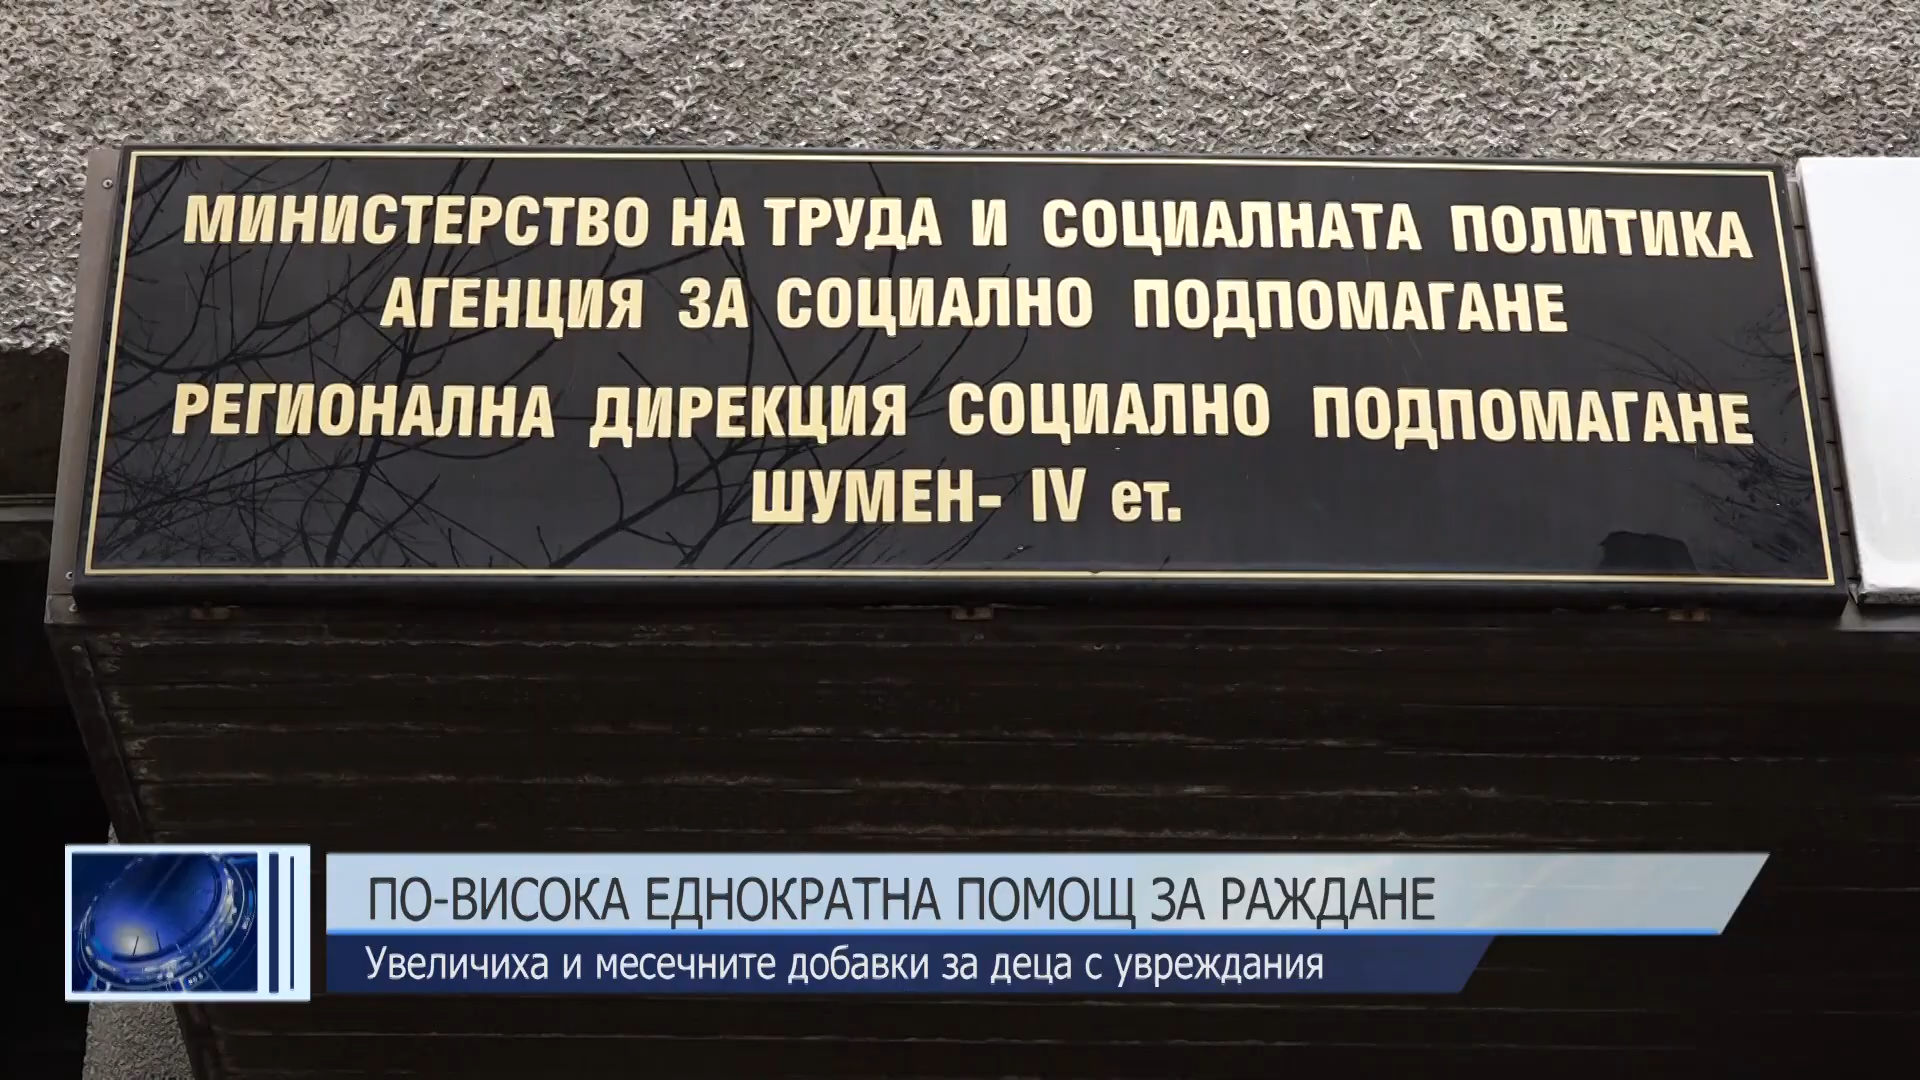 МИНИСТЕРСТВО НА ТРУДА И СОЦИАЛНАТА ПОЛИТИКА
АГЕНЦИЯ ЗА СОЦИАЛНО ПОДПОМАГАНЕ
РЕГИОНАЛНА ДИРЕКЦИЯ СОЦИАЛНО ПОДПОМАГАНЕ
ШУМЕН- IV ет.
ПО-ВИСОКА ЕДНОКРАТНА ПОМОЩ ЗА РАЖДАНЕ
Увеличиха и месечните добавки за деца с увреждания